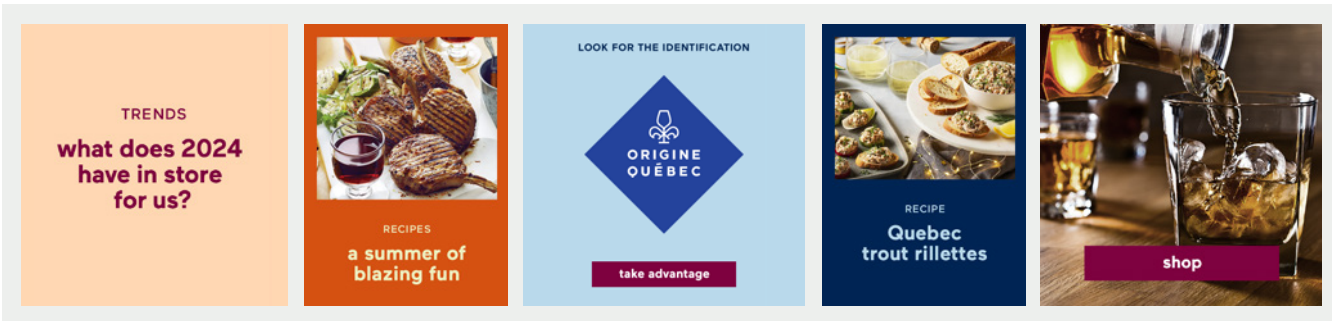 TRENDS
what does 2024
have in store
for us?
RECIPES
a summer of
blazing fun
LOOK FOR THE IDENTIFICATION
ORIGINE
QUÉBEC
take advantage
RECIPE
Quebec
trout rillettes
shop